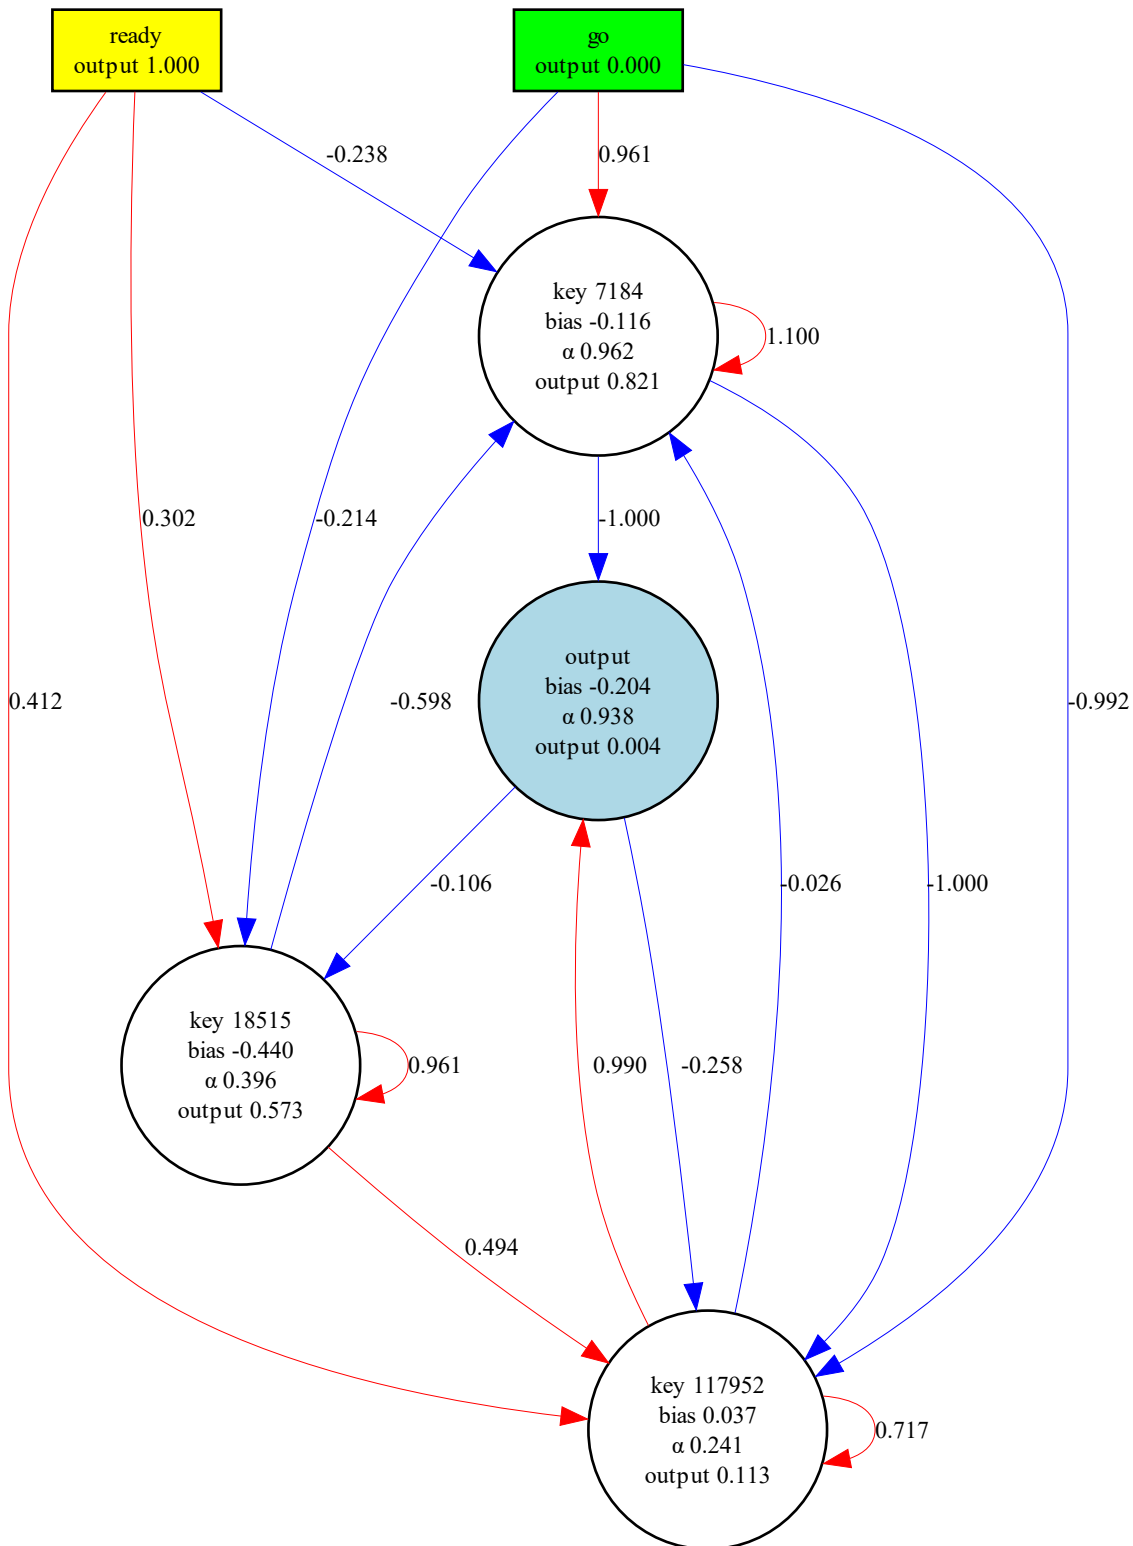 ready
output 1.000
go
output 0.000
-0.238
0.961
key 7184
bias -0.116
α 0.962
output 0.821
1.100
0.302
-0.214
-1.000
output
bias -0.204
α 0.938
output 0.004
0.412
-0.598
-0.992
-0.106
-0.026
-1.000
key 18515
bias -0.440
α 0.396
output 0.573
0.961
0.990
-0.258
0.494
key 117952
bias 0.037
α 0.241
output 0.113
0.717